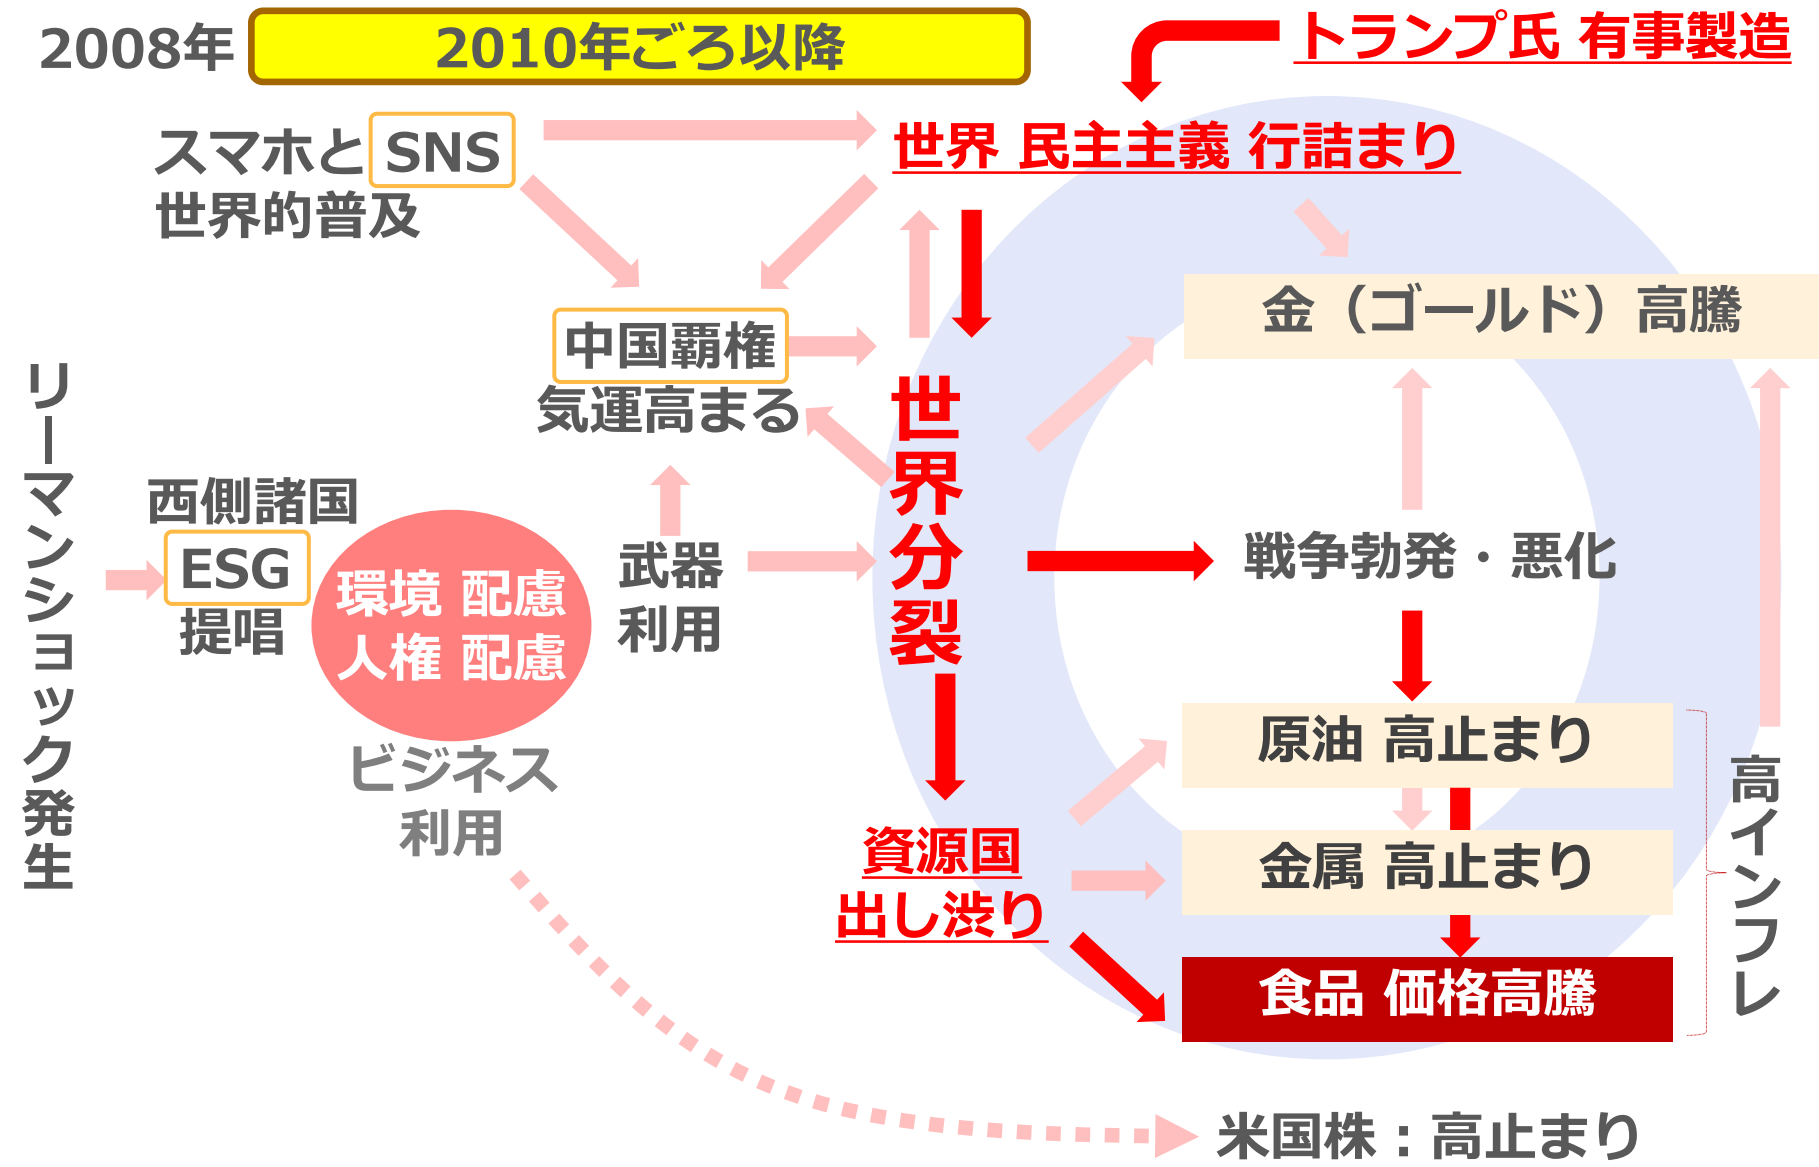 2008年
2010年ごろ以降
トランプ氏 有事製造
スマホと SNS
世界的普及
世界 民主主義 行詰まり
中国覇権
気運高まる
金（ゴールド）高騰
リーマンショック発生
西側諸国
ESG
提唱
環境 配慮
人権 配慮
ビジネス
利用
武器
利用
世界分裂
戦争勃発・悪化
原油 高止まり
金属 高止まり
食品 価格高騰
高インフレ
資源国
出し渋り
米国株：高止まり